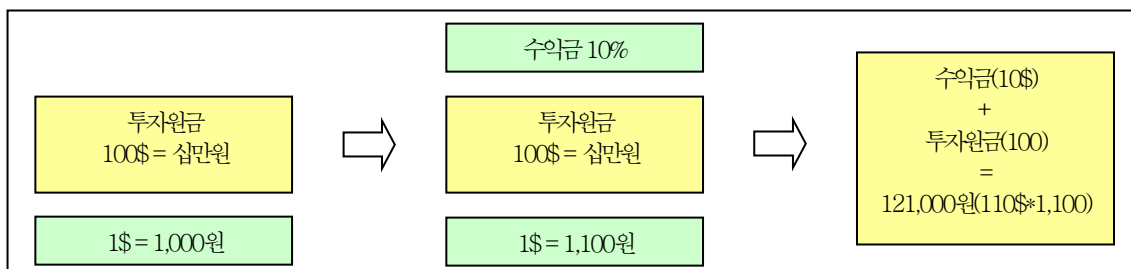 투자원금
100$ = 십만원
1$ = 1,000원
수익금 10%
투자원금
100$ = 십만원
1$ = 1,100원
수익금(10$)
+
투자원금(100)
=
121,000원(110$*1,100)